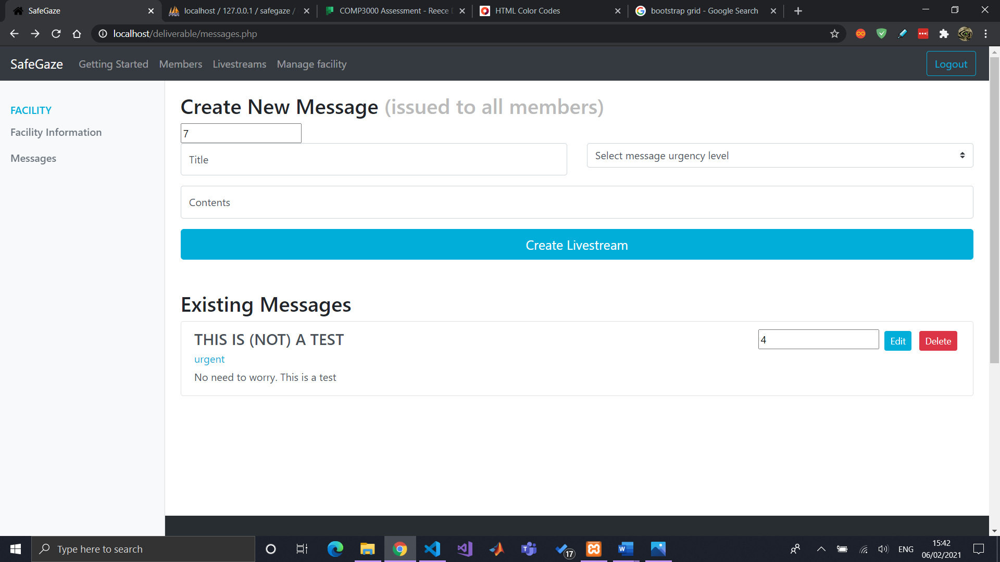 SafeGaze
localhost / 127.0.0.1 / safegaze /
COMP3000 Assessment - Reece
HTML Color Codes
bootstrap grid - Google Search
localhost/deliverable/messages.php
SafeGaze Getting Started Members Livestreams Manage facility Logout
FACILITY
Facility Information
Messages
Create New Message (issued to all members)
7
Title
Select message urgency level
Contents
Create Livestream
Existing Messages
THIS IS (NOT) A TEST
4
Edit
Delete
urgent
No need to worry. This is a test
Type here to search
17
ENG
15:42
06/02/2021